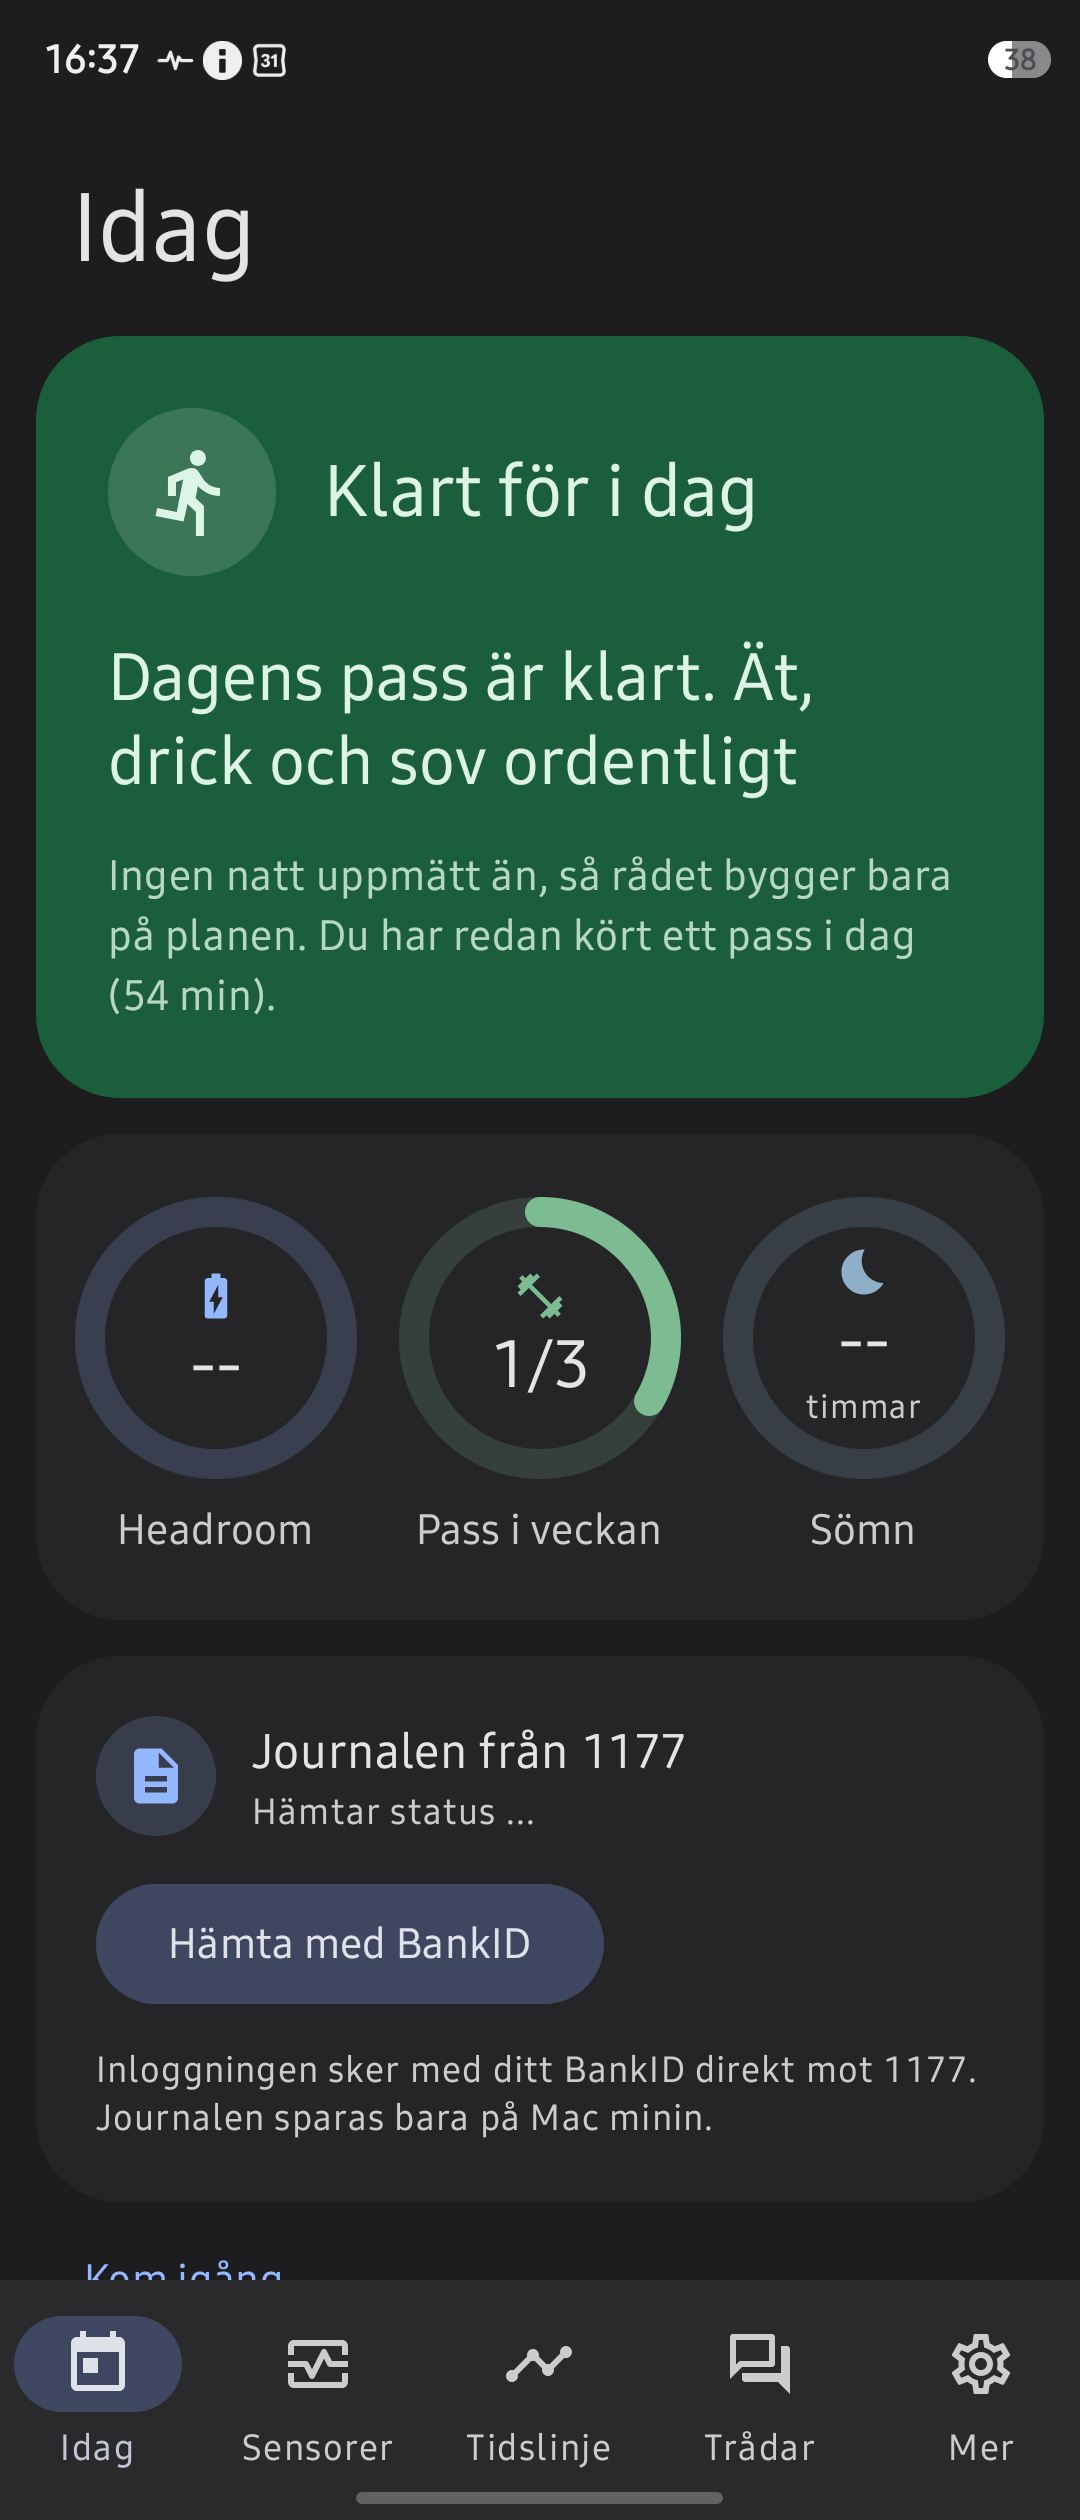 16:37
31
38
Idag
Klart för i dag
Dagens pass är klart. Ät,
drick och sov ordentligt
Ingen natt uppmätt än, så rådet bygger bara
på planen. Du har redan kört ett pass i dag
(54 min).
--
1/3
--
timmar
Headroom
Pass i veckan
Sömn
Journalen från 1177
Hämtar status ...
Hämta med BankID
Inloggningen sker med ditt BankID direkt mot 1177.
Journalen sparas bara på Mac minin.
Kom igång
Idag
Sensorer
Tidslinje
Trådar
Mer